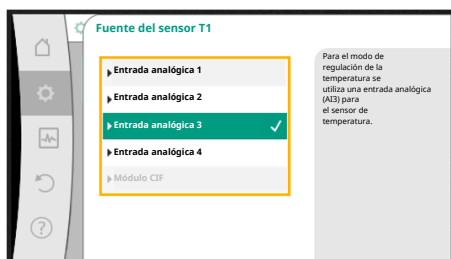 Fuente del sensor T1
Entrada analógica 1
Entrada analógica 2
Entrada analógica 3
Entrada analógica 4
Módulo CIF
Para el modo de
regulación de la
temperatura se
utiliza una entrada analógica
(AI3) para
el sensor de
temperatura.